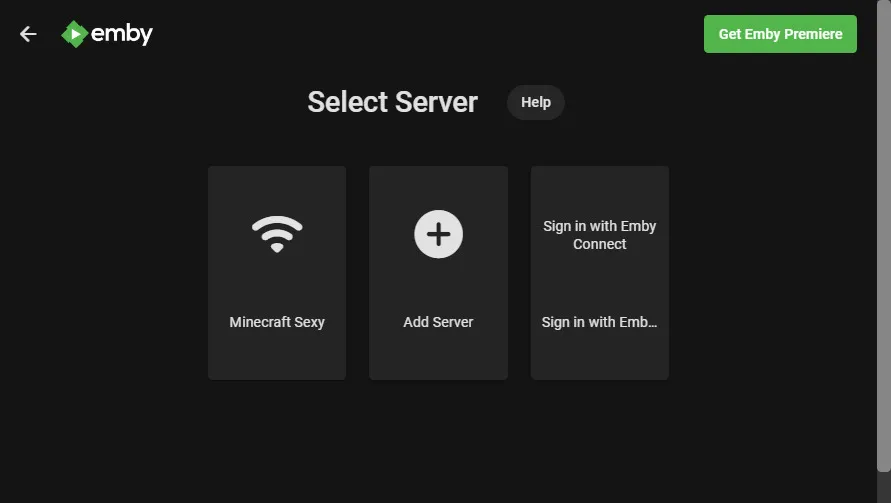 emby
Get Emby Premiere
Select Server
Help
Minecraft Sexy
Add Server
Sign in with Emby
Connect
Sign in with Emb...